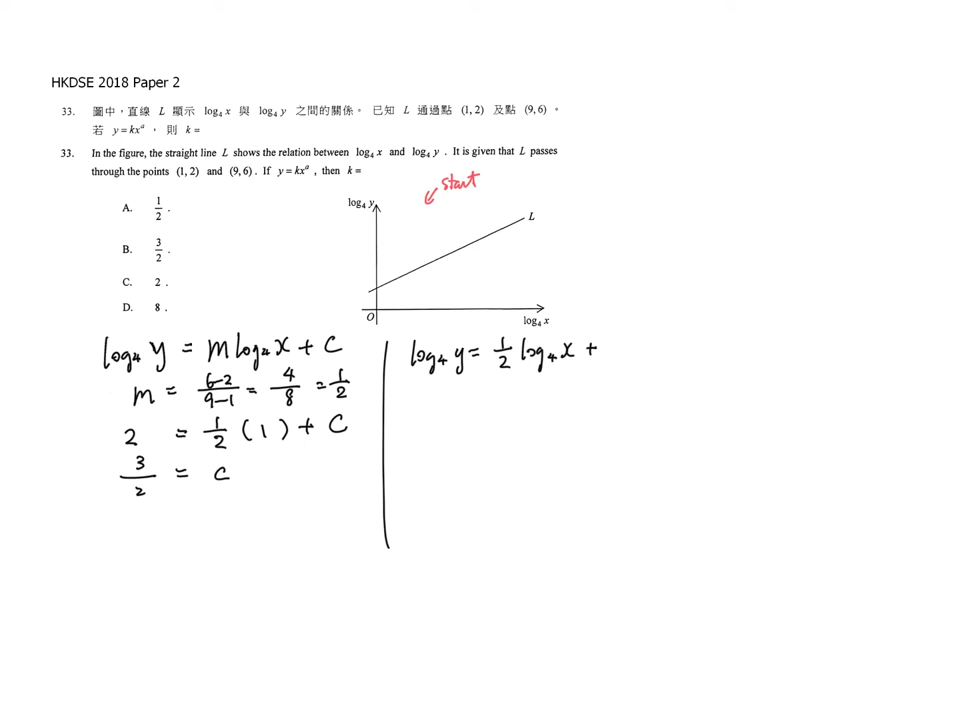 HKDSE 2018 Paper 2
33. 圖中，直線 L 顯示 log₄ x 與 log₄ y 之間的關係。已知 L 通過點 (1, 2) 及點 (9, 6)。
若 y = kxᵃ ，則 k =
33. In the figure, the straight line L shows the relation between log₄ x and log₄ y . It is given that L passes
through the points (1, 2) and (9, 6) . If y = kxᵃ , then k =
start
A. 1/2 .
B. 3/2 .
C. 2 .
D. 8 .
log₄ y
L
O
log₄ x
log₄ y = m log₄ x + C
m = 6-2/9-1 = 4/8 = 1/2
2 = 1/2 (1) + C
3/2 = C
log₄ y = 1/2 log₄ x +